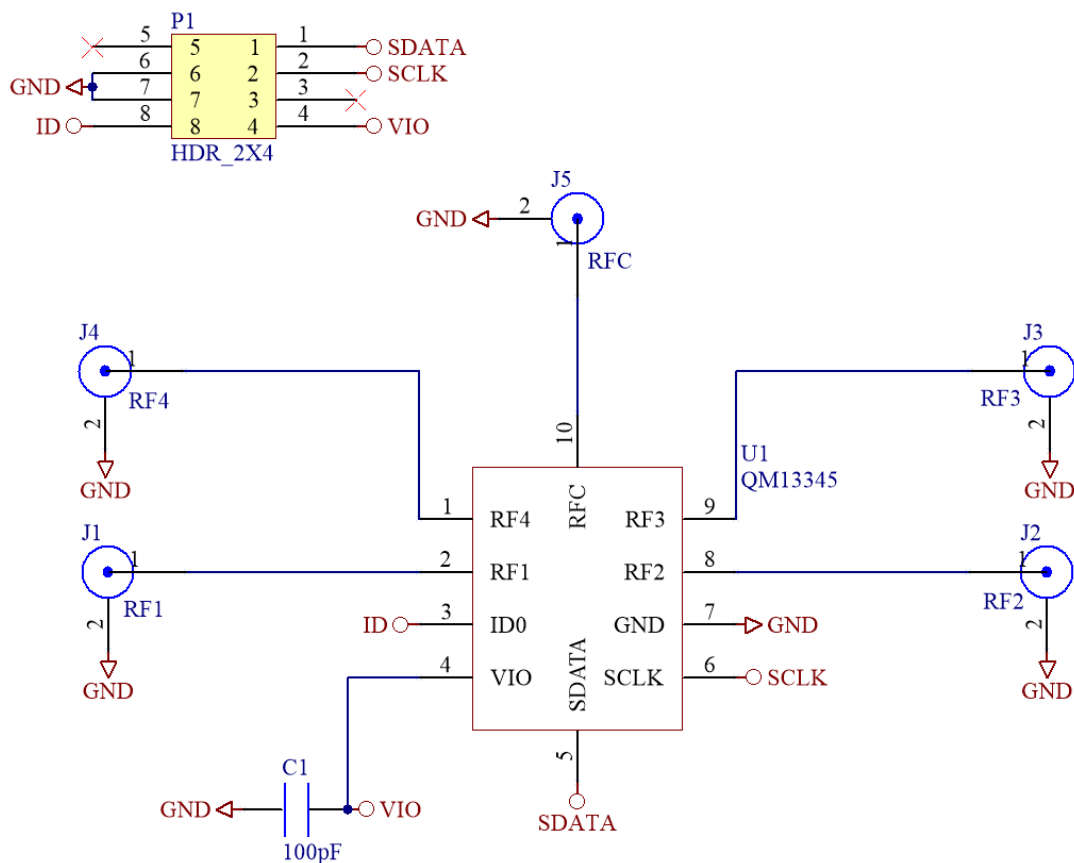 P1
5 5 1 1 SDATA
6 6 2 2 SCLK
GND 7 7 3 3
ID 8 8 4 4 VIO
HDR_2X4
J5
GND 2 1
RFC
J4
1
RF4
2
GND
J3
1
RF3
2
GND
10
U1
QM13345
1 RF4 RFC RF3 9
J1
1
RF1
2
GND
2 RF1 RF2 8
J2
1
RF2
2
GND
ID 3 ID0 GND 7 GND
4 VIO SDATA SCLK 6 SCLK
5
SDATA
C1
GND VIO
100pF